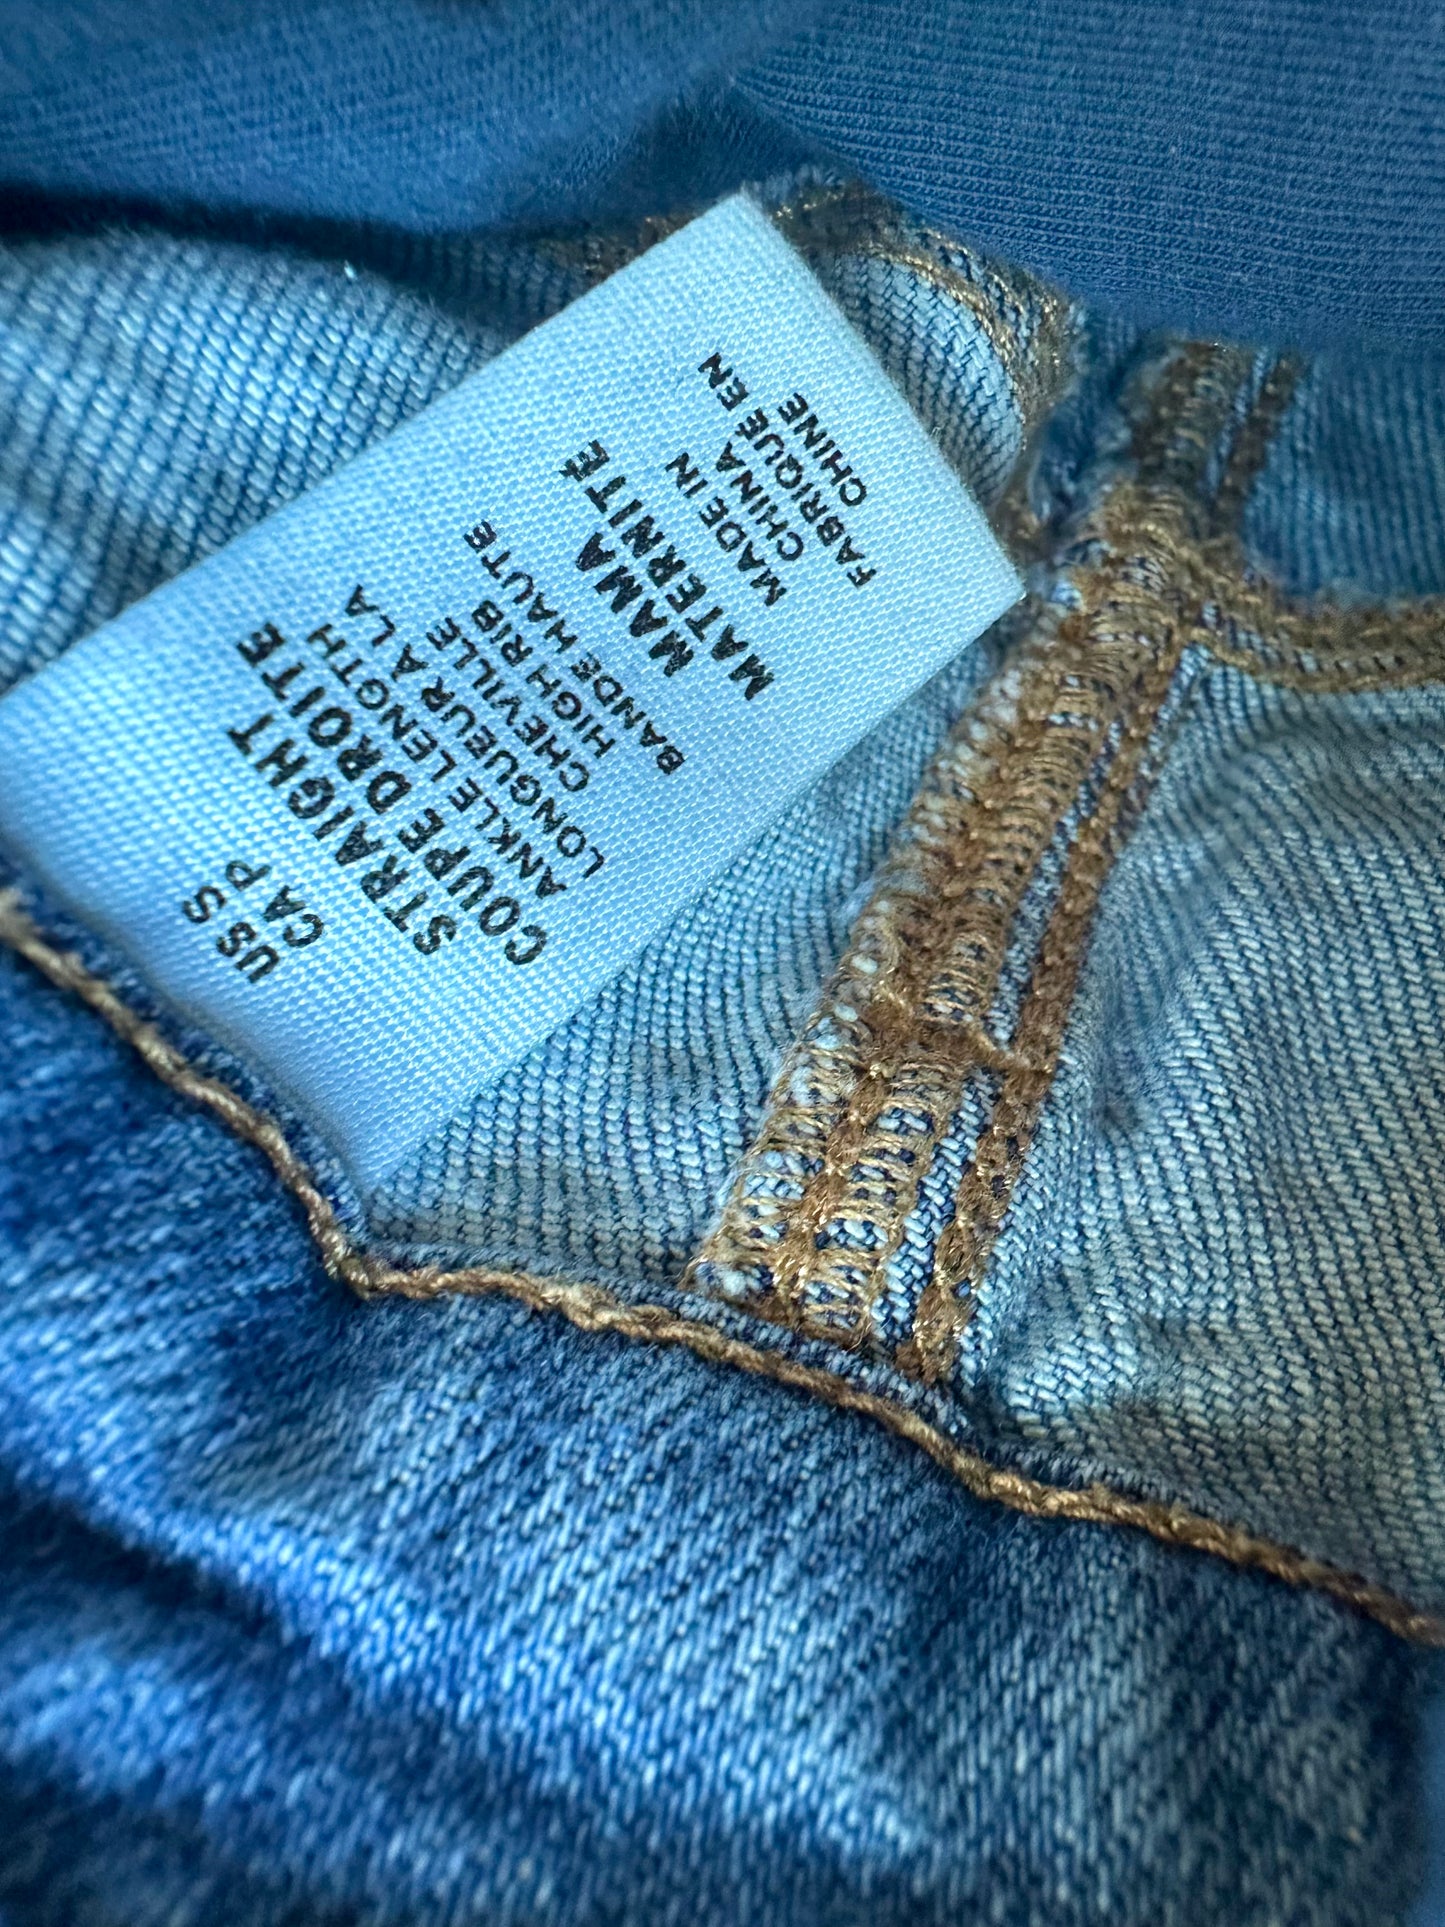 US S
CA P
STRAIGHT
COUPE DROITE
ANKLE LENGTH
LONGUEUR À LA
CHEVILLE
HIGH RIB
BANDE HAUTE
MAMA
MATERNITÉ
MADE IN
CHINA
FABRIQUÉ EN
CHINE